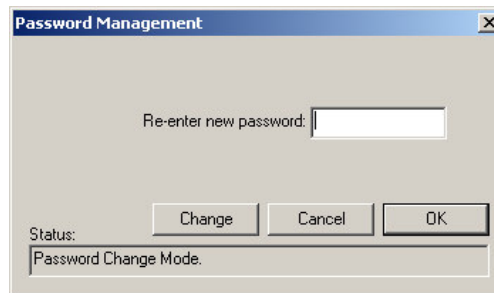 Password Management
Re-enter new password:
Change Cancel OK
Status:
Password Change Mode.